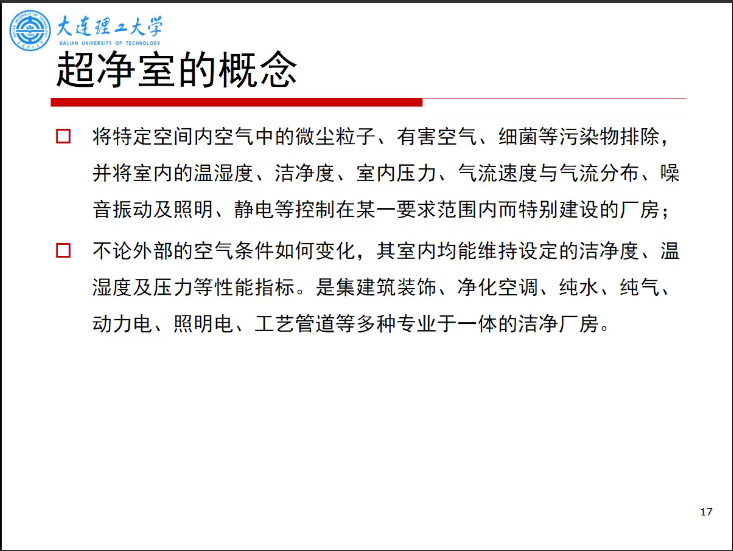 大连理工大学
DALIAN UNIVERSITY OF TECHNOLOGY
超净室的概念
将特定空间内空气中的微尘粒子、有害空气、细菌等污染物排除，
并将室内的温湿度、洁净度、室内压力、气流速度与气流分布、噪
音振动及照明、静电等控制在某一要求范围内而特别建设的厂房；
不论外部的空气条件如何变化，其室内均能维持设定的洁净度、温
湿度及压力等性能指标。是集建筑装饰、净化空调、纯水、纯气、
动力电、照明电、工艺管道等多种专业于一体的洁净厂房。
17